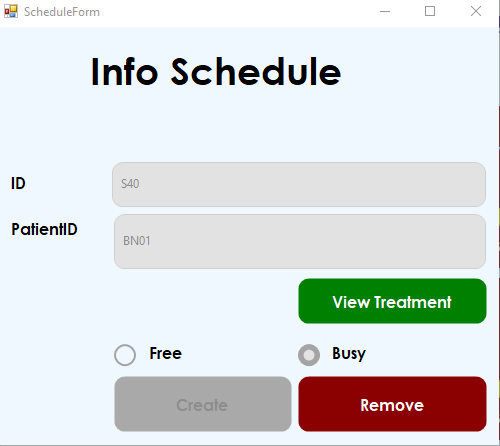 ScheduleForm
Info Schedule
ID
S40
PatientID
BN01
View Treatment
Free
Busy
Create
Remove